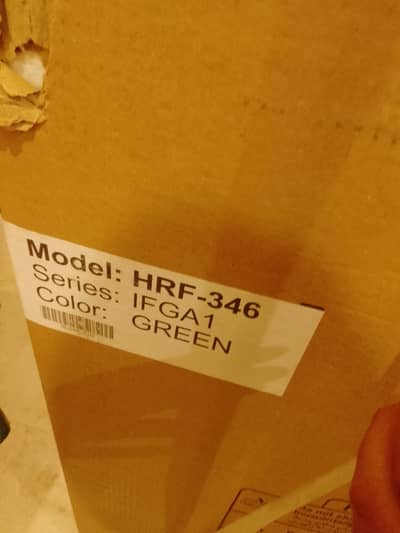 Model: HRF-346
Series: IFGA1
Color: GREEN